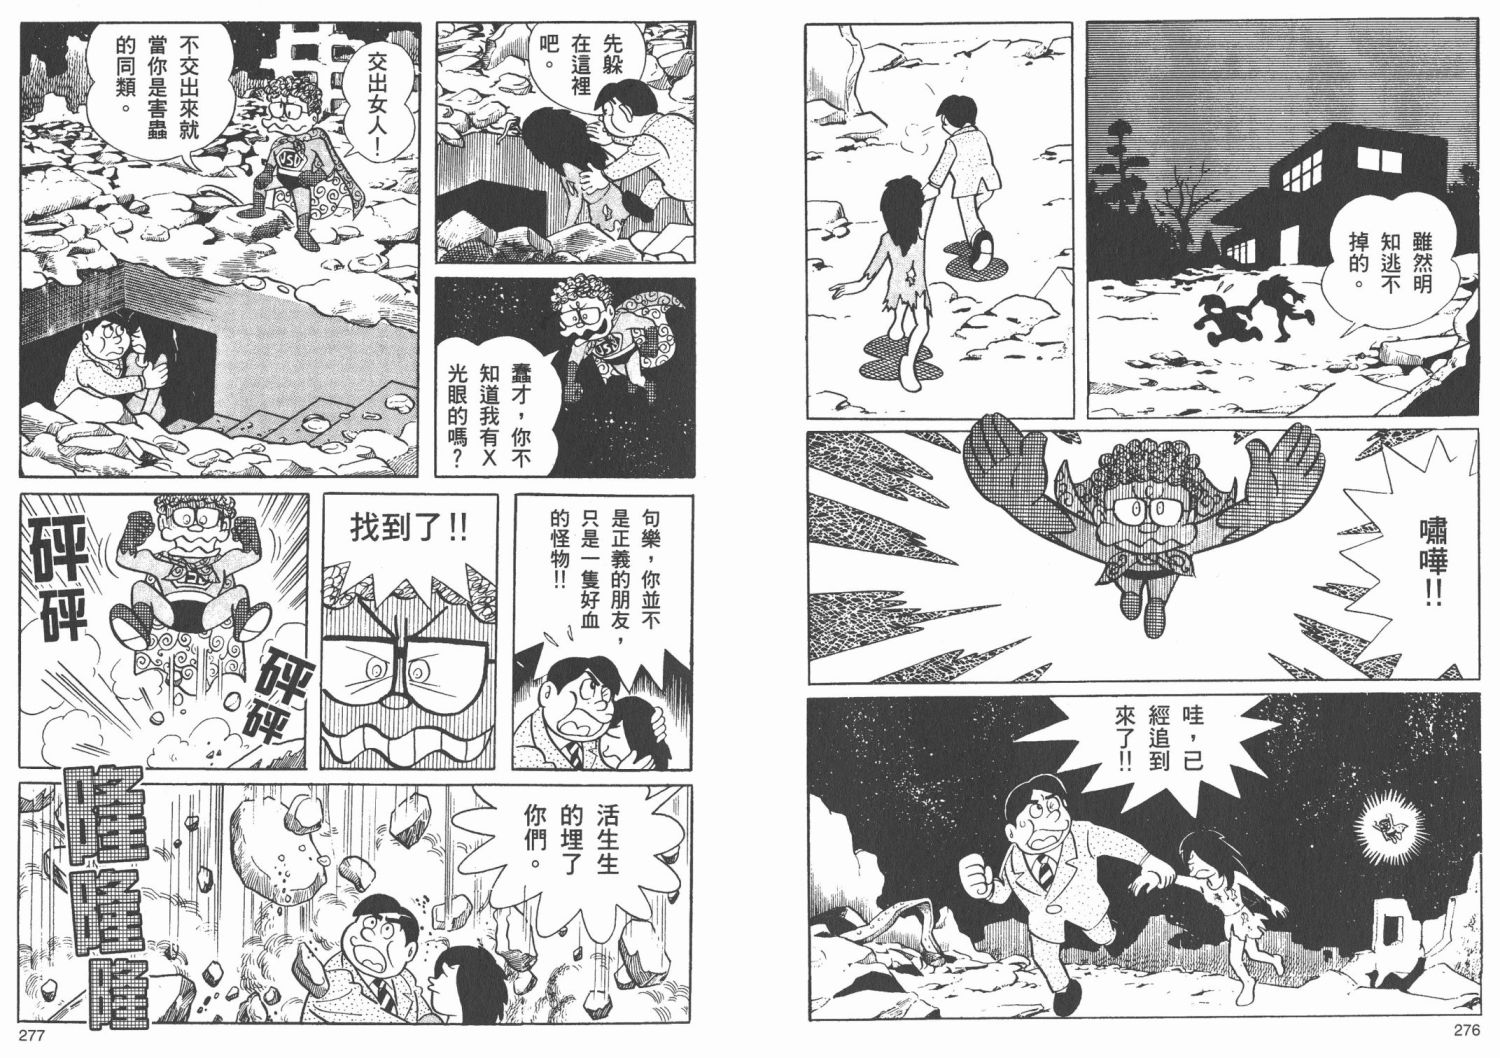 雖然明
知逃不
掉的。
嘯嘩!!
哇,已
經追到
來了!!
276
先躲
在這裡
吧。
蠢才,你不
知道我有X
光眼的嗎?
交出女人!
不交出來就
當你是害蟲
的同類。
JSU
句樂,你並不
是正義的朋友,
只是一隻好血
的怪物!!
找到了!!
砰砰
砰砰
活生生
的埋了
你們。
隆隆隆
277